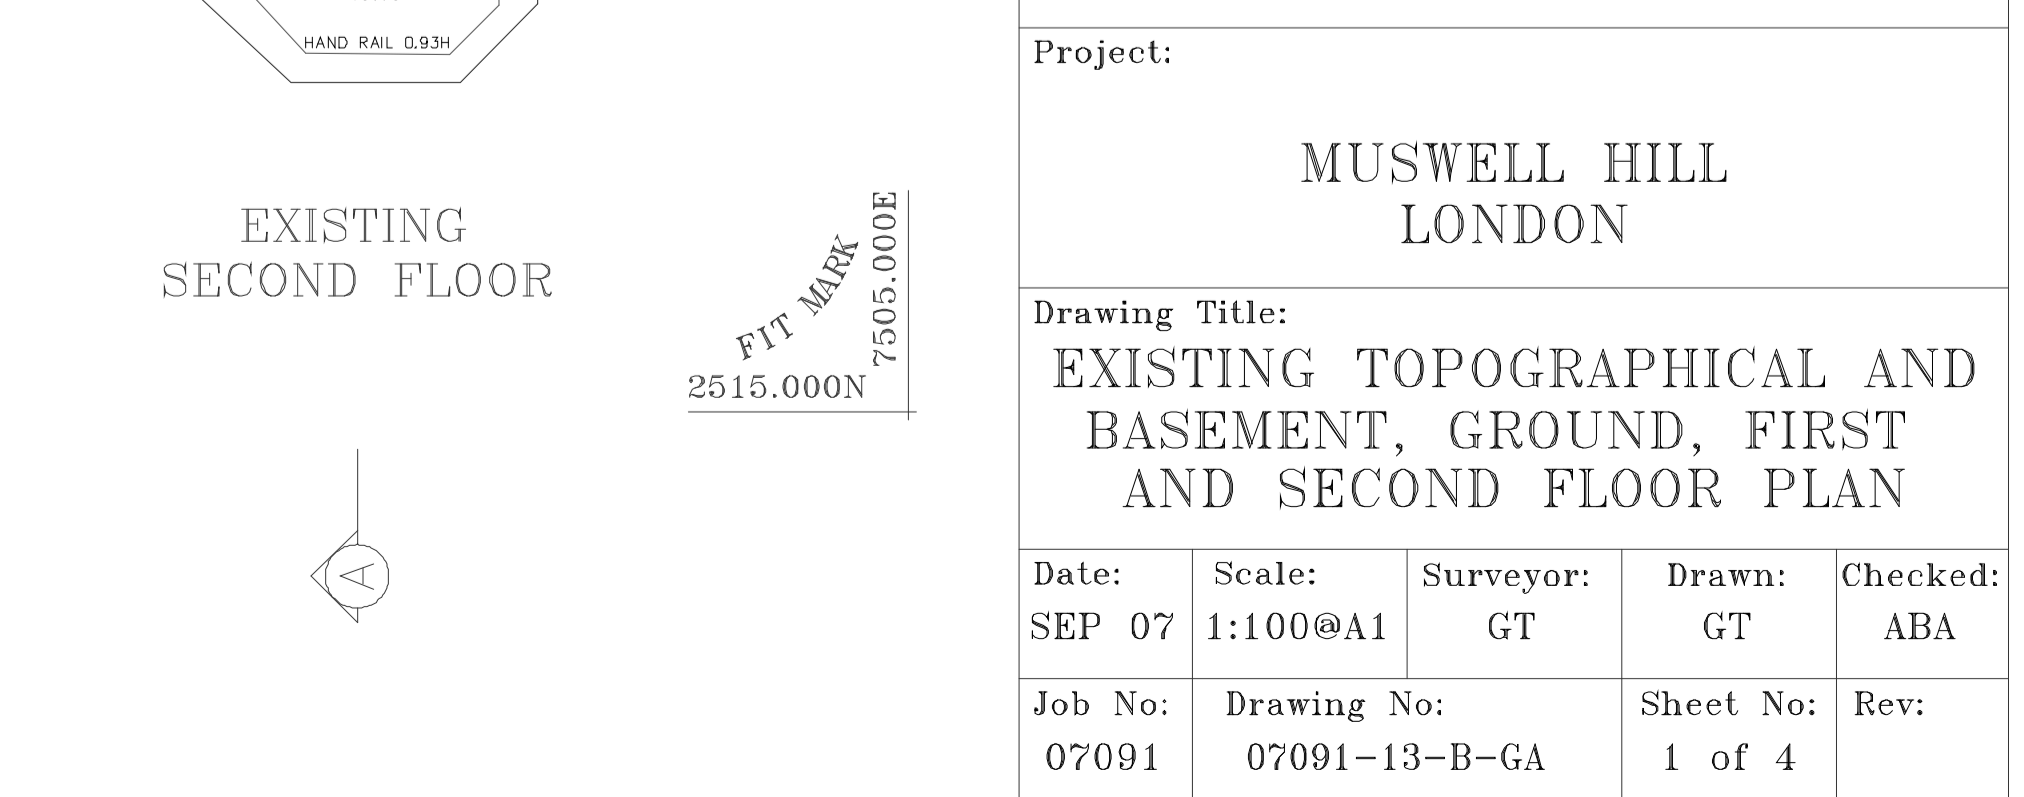 HAND RAIL 0.93H
EXISTING
SECOND FLOOR
FIT MARK
7505.000E
2515.000N
A
Project:
MUSWELL HILL
LONDON
Drawing Title:
EXISTING TOPOGRAPHICAL AND
BASEMENT, GROUND, FIRST
AND SECOND FLOOR PLAN
Date: Scale: Surveyor: Drawn: Checked:
SEP 07 1:100@A1 GT GT ABA
Job No: Drawing No: Sheet No: Rev:
07091 07091-13-B-GA 1 of 4